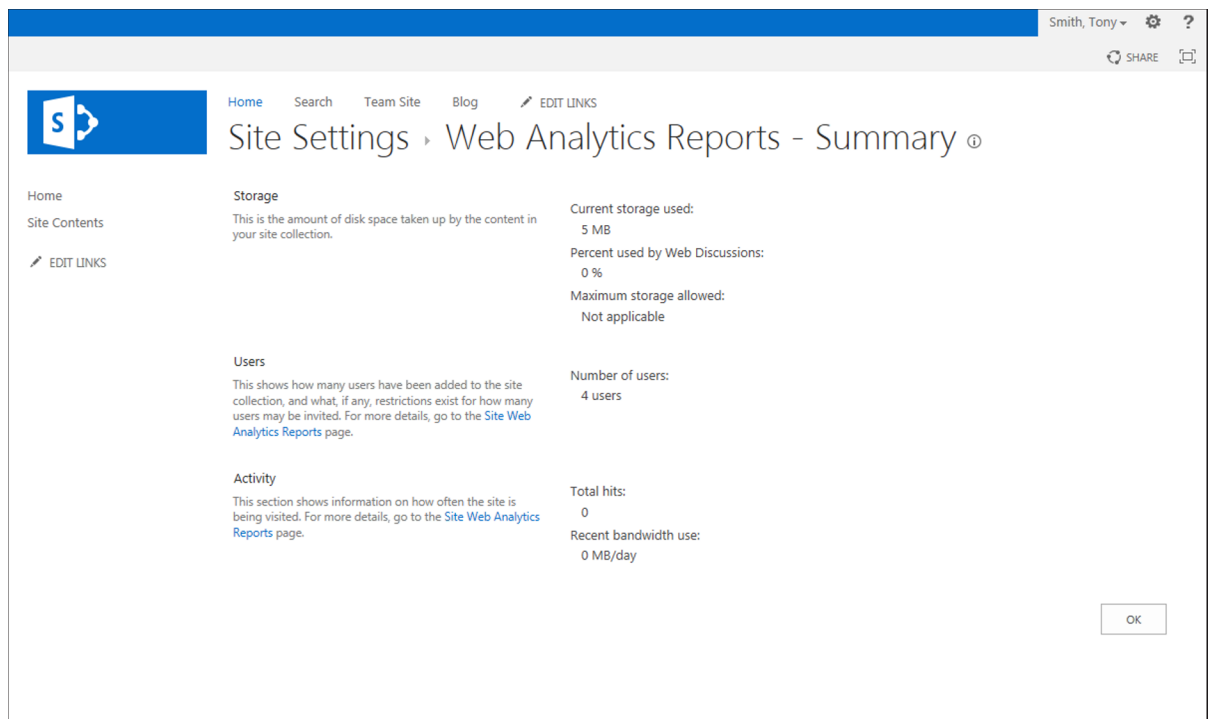 Smith, Tony
?
SHARE
S
Home Search Team Site Blog EDIT LINKS
Site Settings › Web Analytics Reports - Summary
Home
Site Contents
EDIT LINKS
Storage
This is the amount of disk space taken up by the content in
your site collection.
Current storage used:
5 MB
Percent used by Web Discussions:
0 %
Maximum storage allowed:
Not applicable
Users
This shows how many users have been added to the site
collection, and what, if any, restrictions exist for how many
users may be invited. For more details, go to the Site Web
Analytics Reports page.
Number of users:
4 users
Activity
This section shows information on how often the site is
being visited. For more details, go to the Site Web Analytics
Reports page.
Total hits:
0
Recent bandwidth use:
0 MB/day
OK